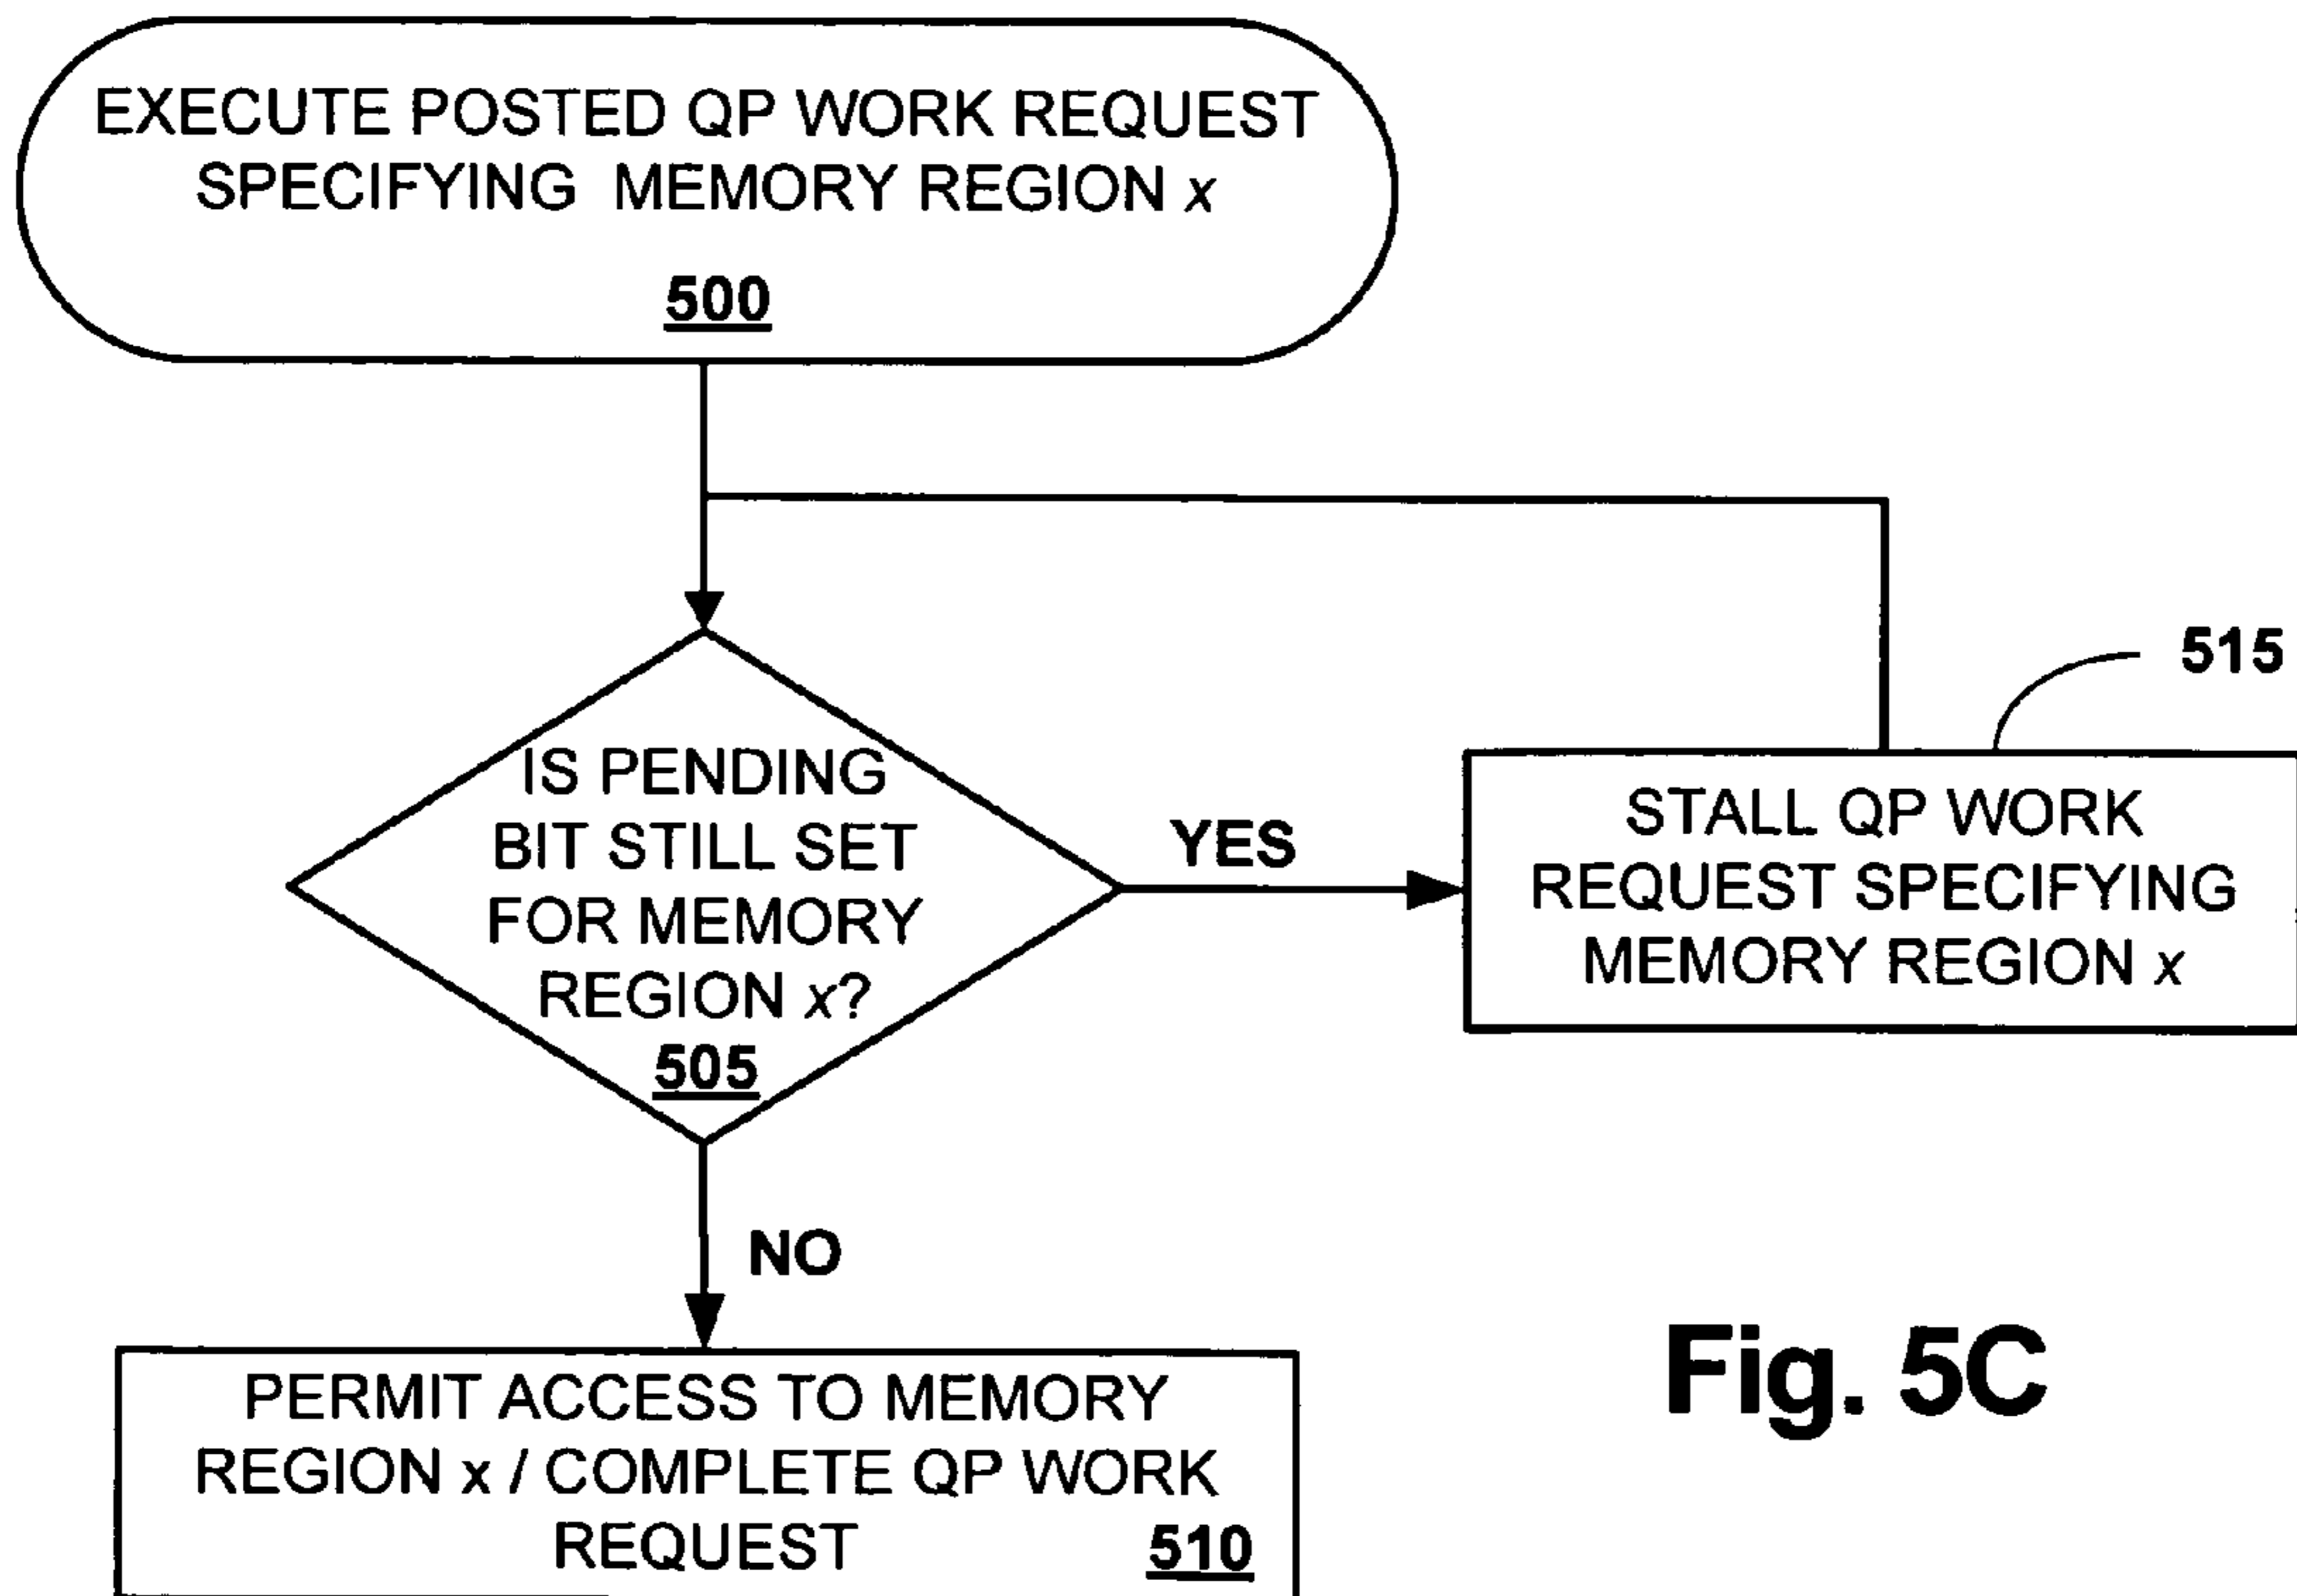 EXECUTE POSTED QP WORK REQUEST
SPECIFYING MEMORY REGION x
500
IS PENDING
BIT STILL SET
FOR MEMORY
REGION x?
505
YES
515
STALL QP WORK
REQUEST SPECIFYING
MEMORY REGION x
NO
PERMIT ACCESS TO MEMORY
REGION x / COMPLETE QP WORK
REQUEST 510
Fig. 5C